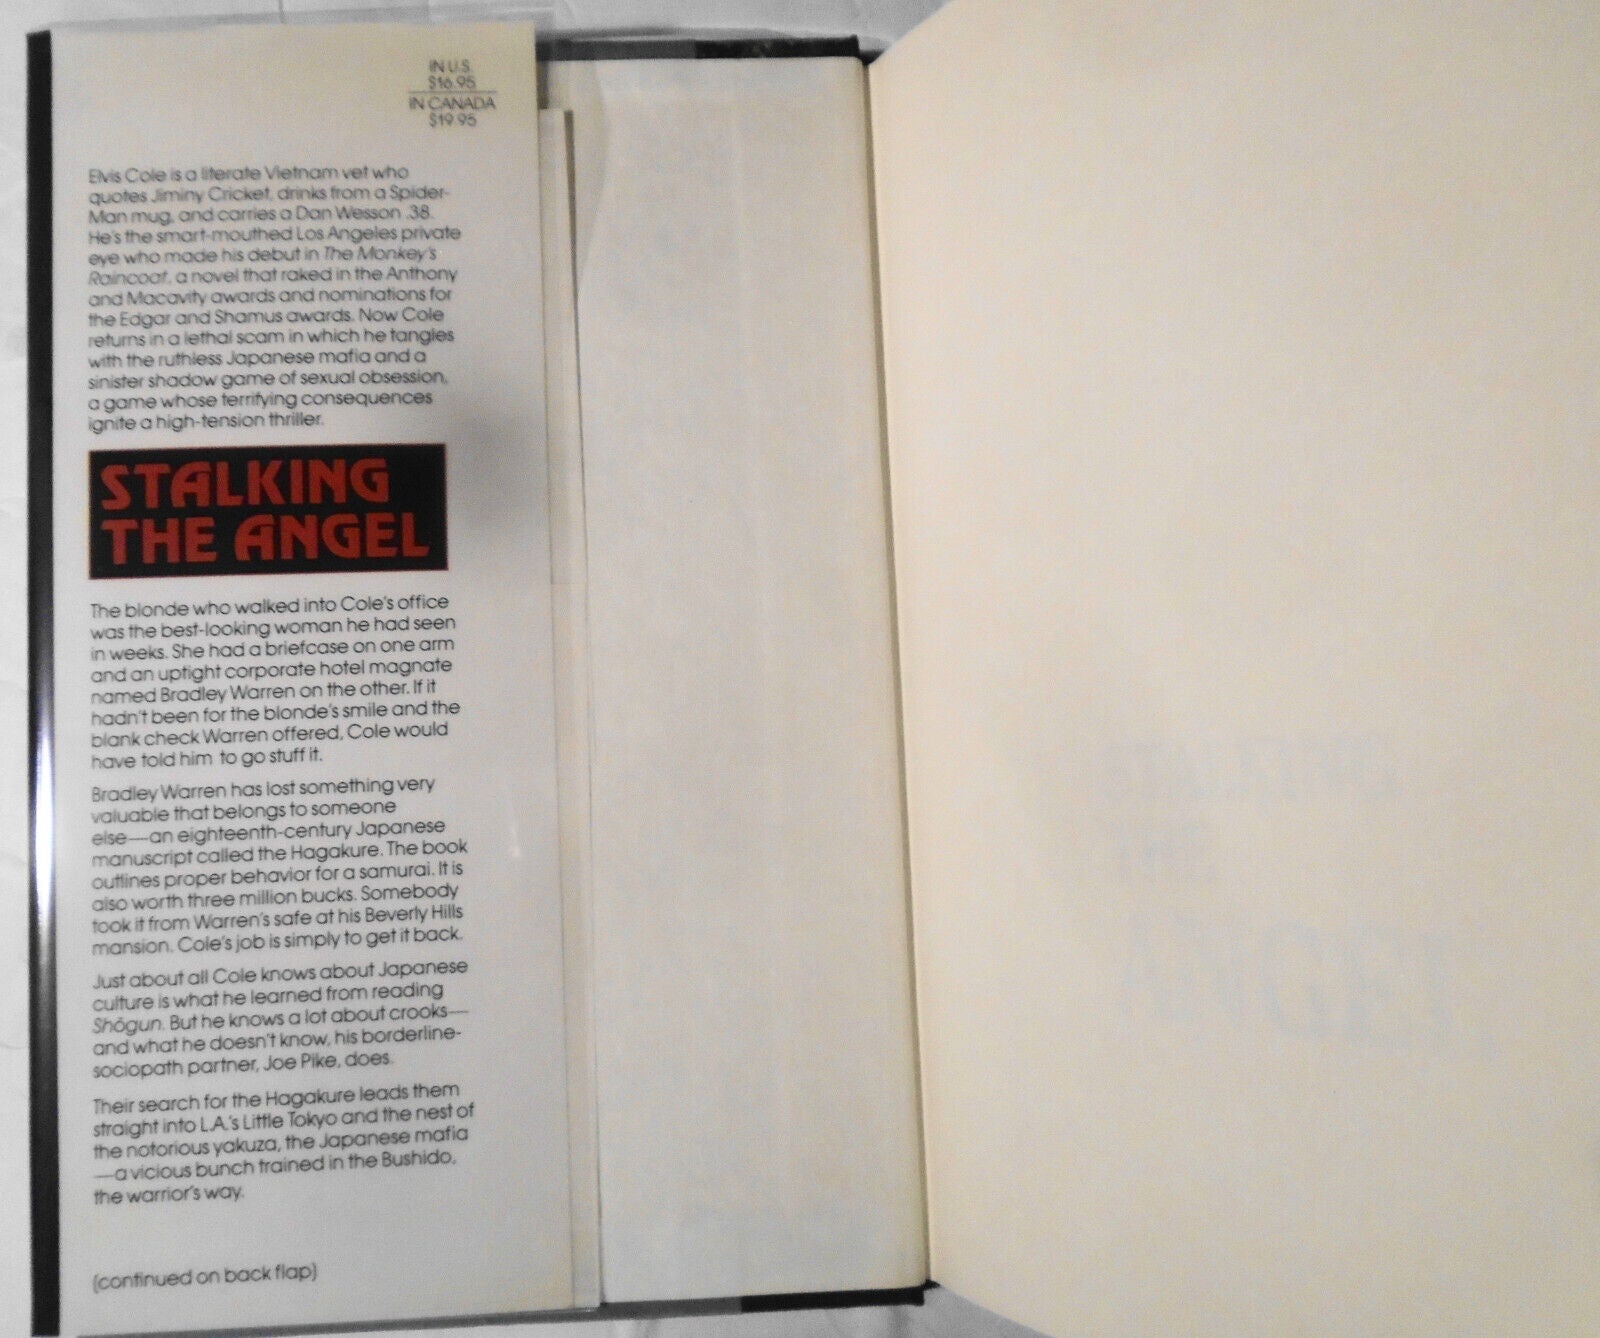 IN U.S.
$16.95
IN CANADA
$19.95
Elvis Cole is a literate Vietnam vet who
quotes Jiminy Cricket, drinks from a Spider-
Man mug, and carries a Dan Wesson .38.
He's the smart-mouthed Los Angeles private
eye who made his debut in The Monkey's
Raincoat, a novel that raked in the Anthony
and Macavity awards and nominations for
the Edgar and Shamus awards. Now Cole
returns in a lethal scam in which he tangles
with the ruthless Japanese mafia and a
sinister shadow game of sexual obsession,
a game whose terrifying consequences
ignite a high-tension thriller.
STALKING
THE ANGEL
The blonde who walked into Cole's office
was the best-looking woman he had seen
in weeks. She had a briefcase on one arm
and an uptight corporate hotel magnate
named Bradley Warren on the other. If it
hadn't been for the blonde's smile and the
blank check Warren offered, Cole would
have told him to go stuff it.
Bradley Warren has lost something very
valuable that belongs to someone
else—an eighteenth-century Japanese
manuscript called the Hagakure. The book
outlines proper behavior for a samurai. It is
also worth three million bucks. Somebody
took it from Warren's safe at his Beverly Hills
mansion. Cole's job is simply to get it back.
Just about all Cole knows about Japanese
culture is what he learned from reading
Shōgun. But he knows a lot about crooks—
and what he doesn't know, his borderline-
sociopath partner, Joe Pike, does.
Their search for the Hagakure leads them
straight into L.A.'s Little Tokyo and the nest of
the notorious yakuza, the Japanese mafia
—a vicious bunch trained in the Bushido,
the warrior's way.
(continued on back flap)